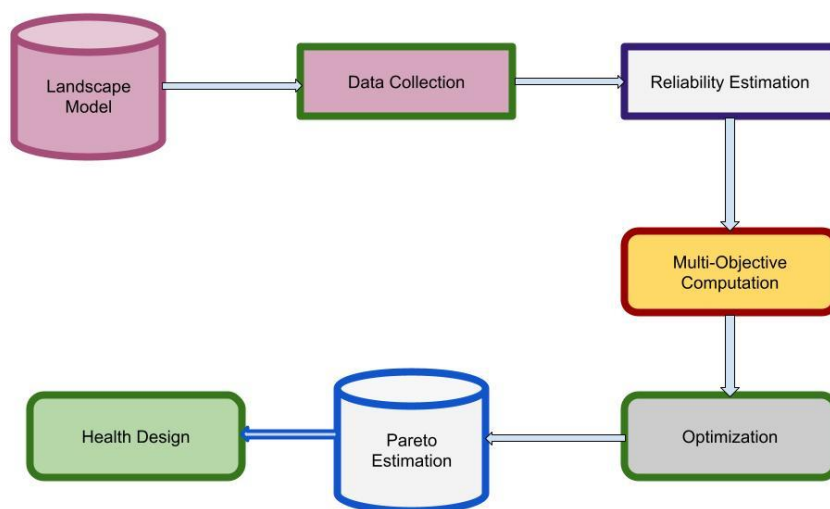 Landscape
Model
Data Collection
Reliability Estimation
Multi-Objective
Computation
Optimization
Pareto
Estimation
Health Design